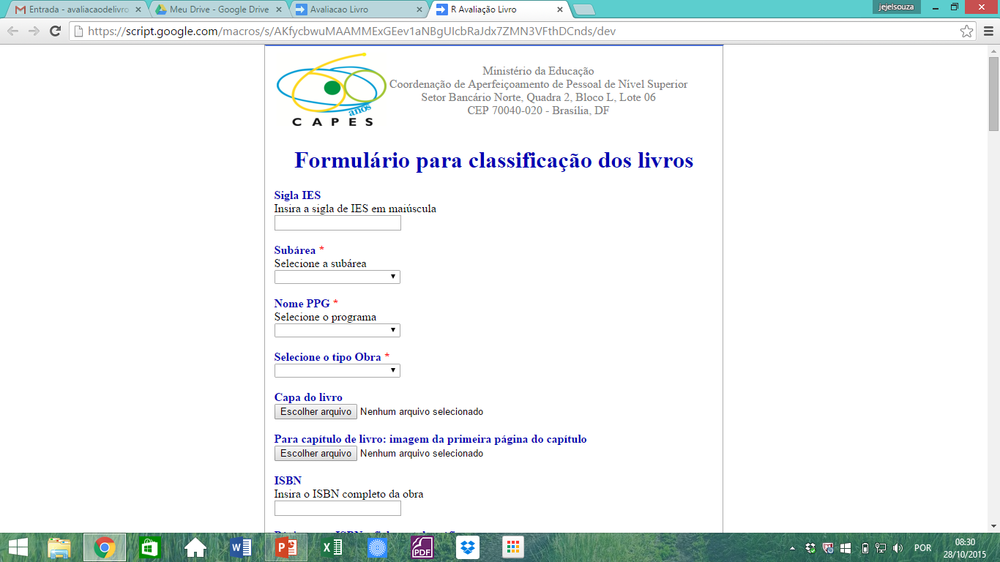 Entrada - avaliacaodelivro
Meu Drive - Google Drive
Avaliacao Livro
R Avaliação Livro
jejelsouza
https://script.google.com/macros/s/AKfycbwuMAAMMExGEev1aNBgUIcbRaJdx7ZMN3VFthDCnds/dev
anos
CAPES
Ministério da Educação
Coordenação de Aperfeiçoamento de Pessoal de Nível Superior
Setor Bancário Norte, Quadra 2, Bloco L, Lote 06
CEP 70040-020 - Brasília, DF
Formulário para classificação dos livros
Sigla IES
Insira a sigla de IES em maiúscula
Subárea *
Selecione a subárea
Nome PPG *
Selecione o programa
Selecione o tipo Obra *
Capa do livro
Escolher arquivo Nenhum arquivo selecionado
Para capítulo de livro: imagem da primeira página do capítulo
Escolher arquivo Nenhum arquivo selecionado
ISBN
Insira o ISBN completo da obra
PDF
POR
08:30
28/10/2015